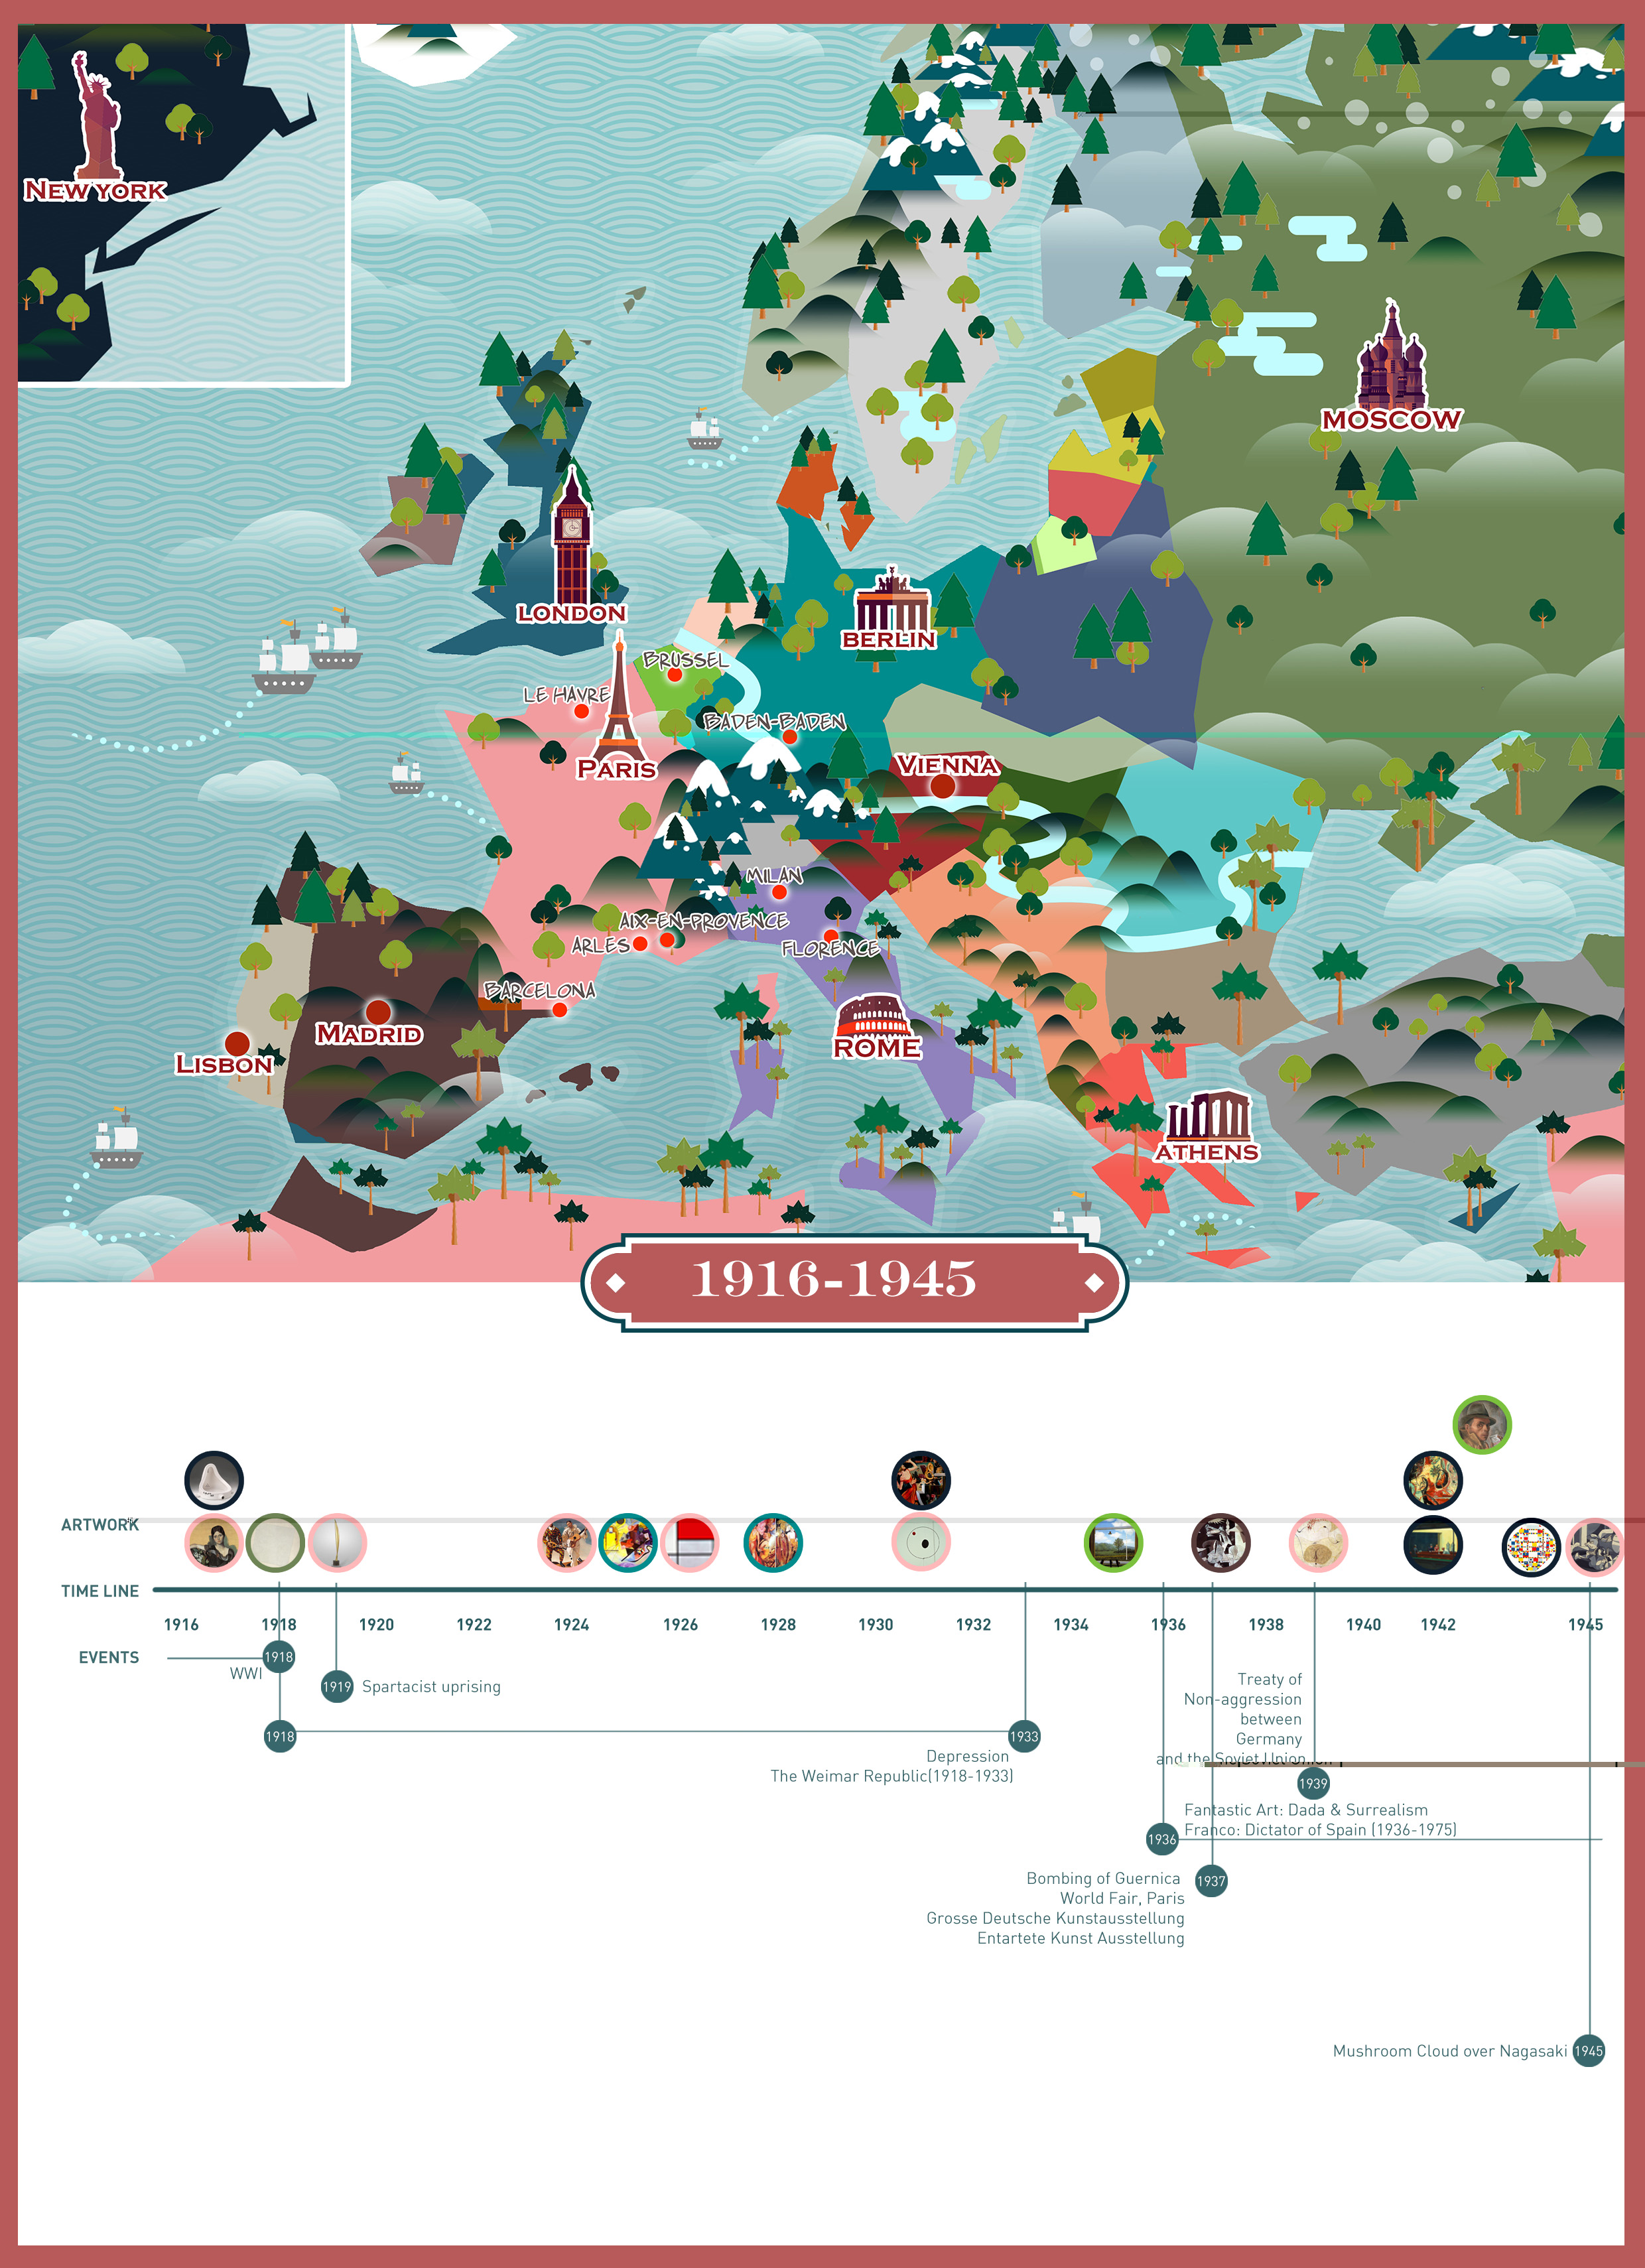 NEW YORK
MOSCOW
LONDON
BERLIN
BRUSSEL
LE HAVRE
BADEN-BADEN
PARIS
VIENNA
MILAN
AIX-EN-PROVENCE
ARLES
FLORENCE
BARCELONA
MADRID
ROME
LISBON
ATHENS
1916-1945
ARTWORK
TIME LINE
1916 1918 1920 1922 1924 1926 1928 1930 1932 1934 1936 1938 1940 1942 1945
EVENTS
1918
WWI
1919 Spartacist uprising
1918
1933
Depression
The Weimar Republic(1918-1933)
Treaty of
Non-aggression
between
Germany
and the Soviet Union
1939
Fantastic Art: Dada & Surrealism
Franco: Dictator of Spain (1936-1975)
1936
Bombing of Guernica
1937
World Fair, Paris
Grosse Deutsche Kunstausstellung
Entartete Kunst Ausstellung
Mushroom Cloud over Nagasaki 1945